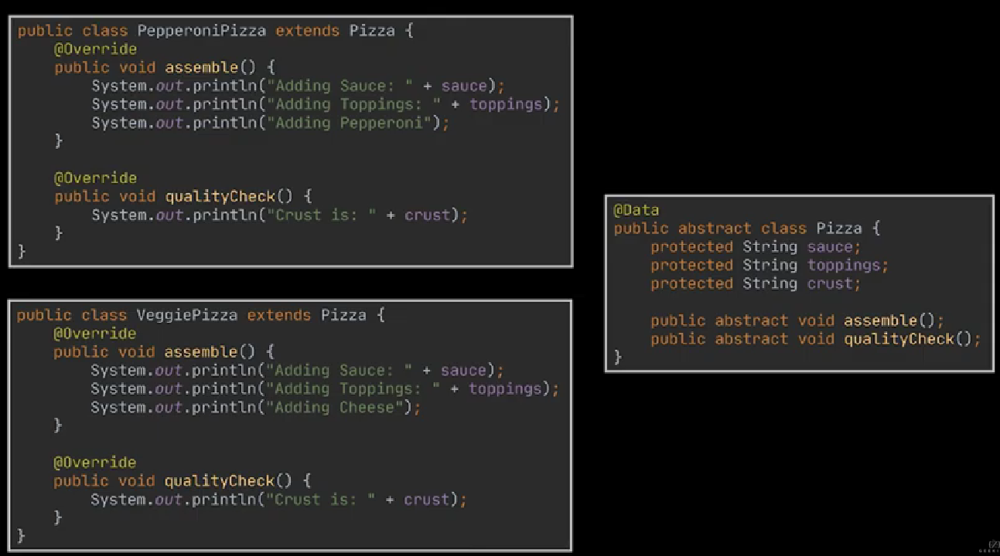 public class PepperoniPizza extends Pizza {
    @Override
    public void assemble() {
        System.out.println("Adding Sauce: " + sauce);
        System.out.println("Adding Toppings: " + toppings);
        System.out.println("Adding Pepperoni");
    }

    @Override
    public void qualityCheck() {
        System.out.println("Crust is: " + crust);
    }
}
public class VeggiePizza extends Pizza {
    @Override
    public void assemble() {
        System.out.println("Adding Sauce: " + sauce);
        System.out.println("Adding Toppings: " + toppings);
        System.out.println("Adding Cheese");
    }

    @Override
    public void qualityCheck() {
        System.out.println("Crust is: " + crust);
    }
}
@Data
public abstract class Pizza {
    protected String sauce;
    protected String toppings;
    protected String crust;

    public abstract void assemble();
    public abstract void qualityCheck();
}